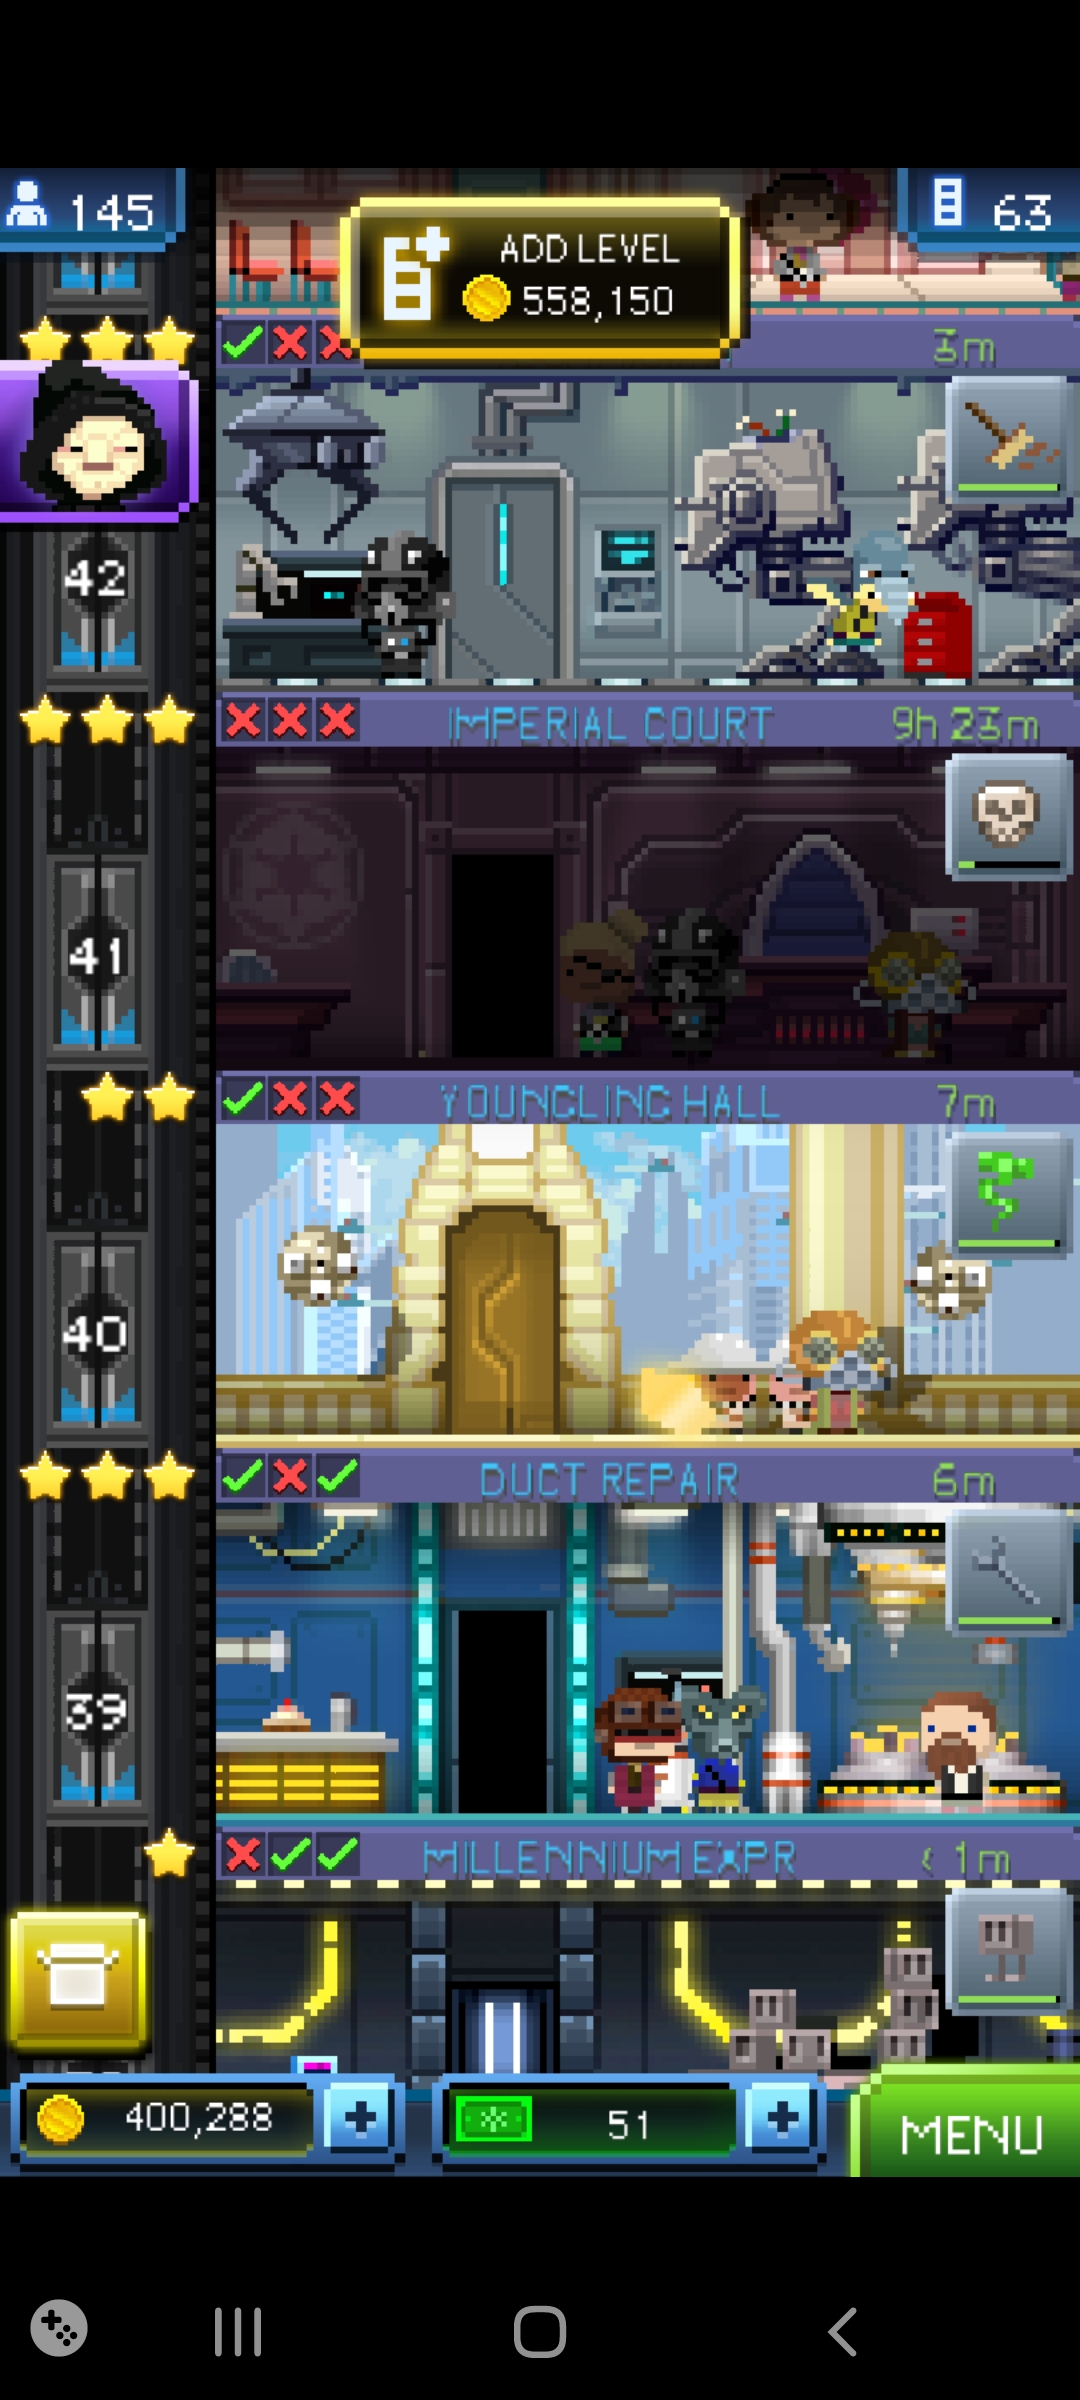 145
ADD LEVEL
558,150
63
3m
42
IMPERIAL COURT
9h 23m
41
YOUNGLING HALL
7m
40
DUCT REPAIR
6m
39
MILLENNIUM EXPR
< 1m
400,288
51
MENU